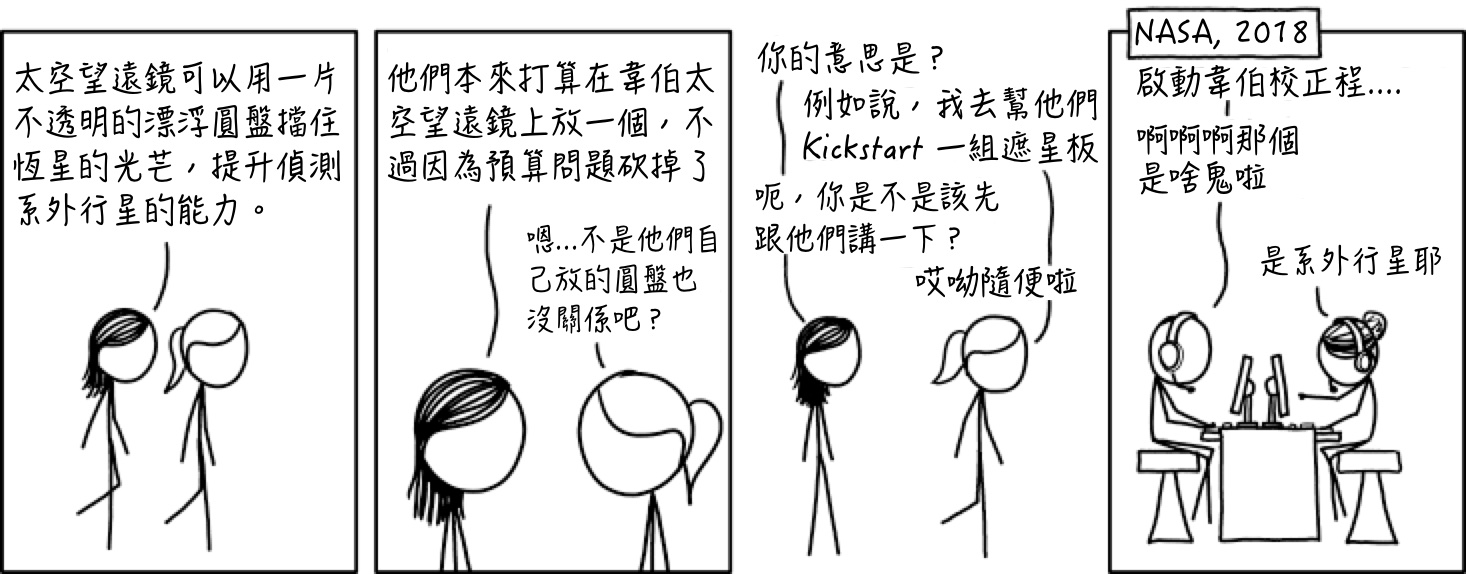 太空望遠鏡可以用一片
不透明的漂浮圓盤擋住
恆星的光芒，提升偵測
系外行星的能力。
他們本來打算在韋伯太
空望遠鏡上放一個，不
過因為預算問題砍掉了
嗯...不是他們自
己放的圓盤也
沒關係吧？
你的意思是？
例如說，我去幫他們
Kickstart 一組遮星板
呃，你是不是該先
跟他們講一下？
哎呦隨便啦
NASA, 2018
啟動韋伯校正程....
啊啊啊那個
是啥鬼啦
是系外行星耶